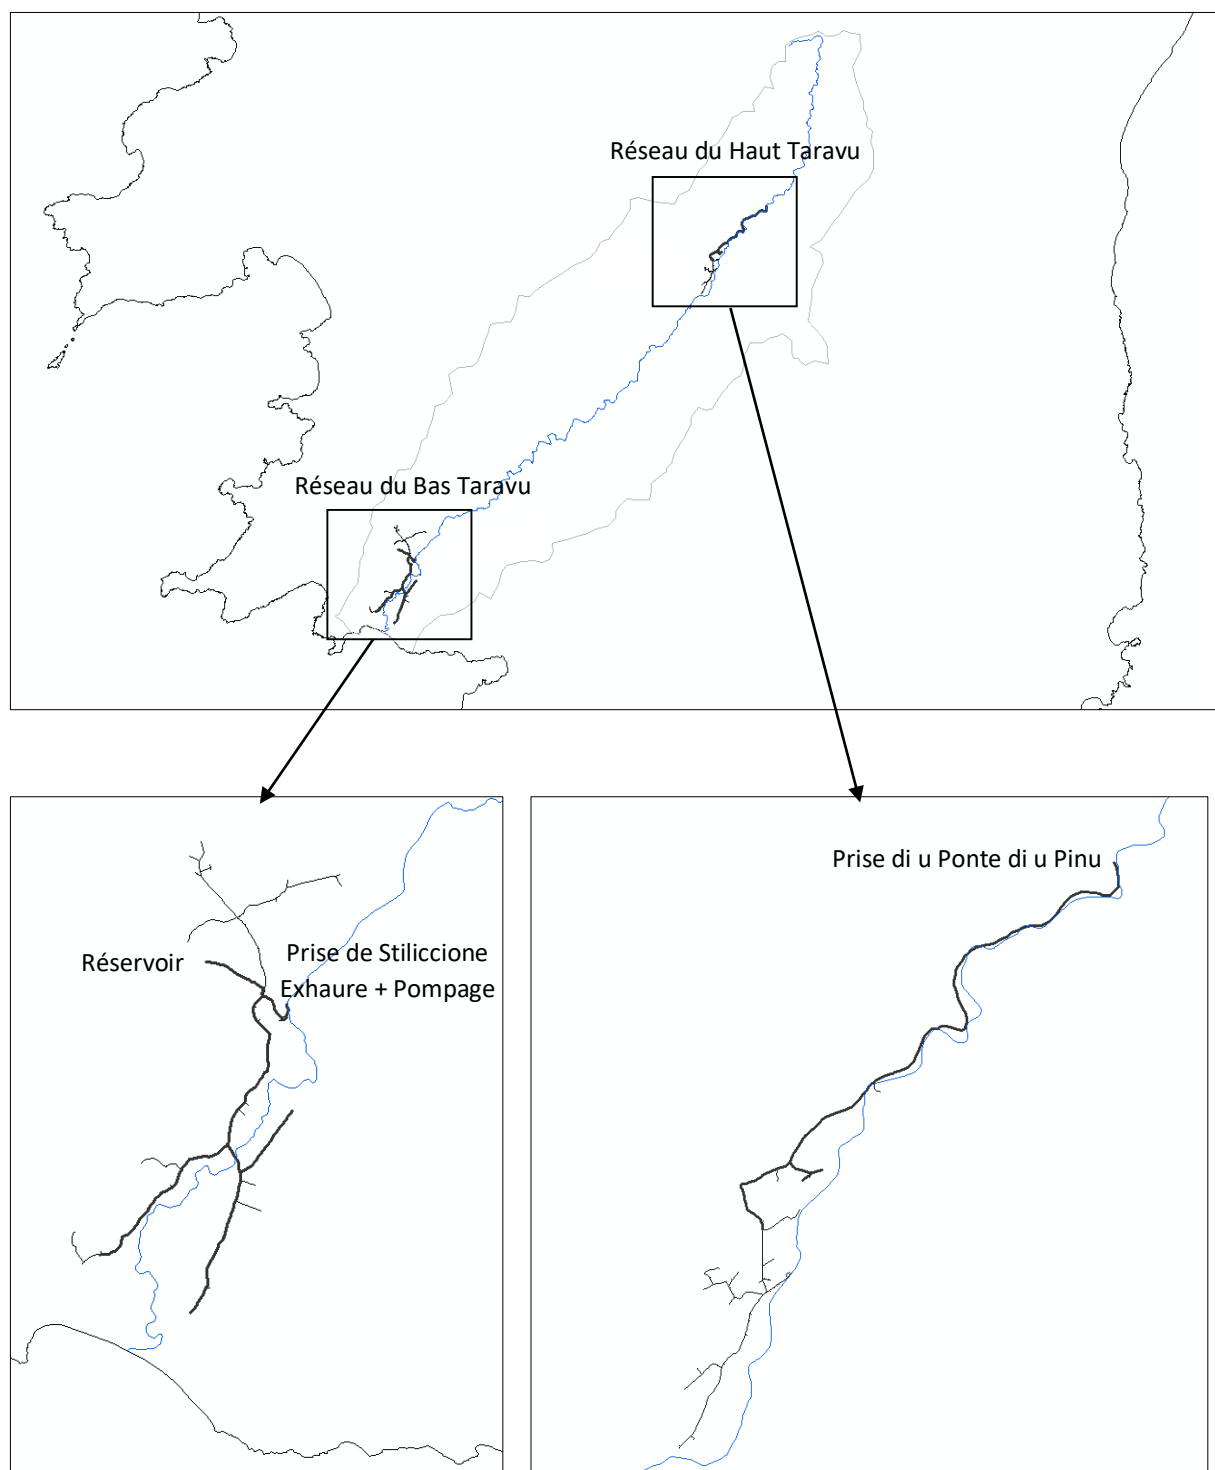 Réseau du Haut Taravu
Réseau du Bas Taravu
Prise di u Ponte di u Pinu
Réservoir
Prise de Stiliccione
Exhaure + Pompage